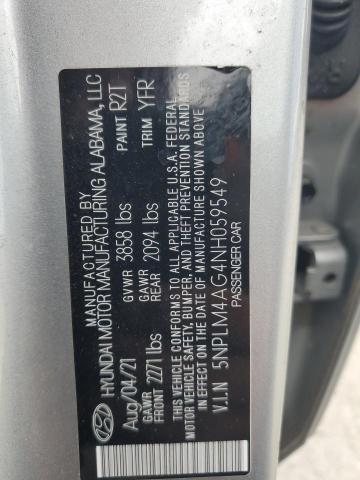 MANUFACTURED BY
HYUNDAI MOTOR MANUFACTURING ALABAMA, LLC
Aug/04/21 GVWR 3858 lbs PAINT R2T
GAWR FRONT 2271 lbs GAWR REAR 2094 lbs TRIM YFR
THIS VEHICLE CONFORMS TO ALL APPLICABLE U.S.A. FEDERAL
MOTOR VEHICLE SAFETY, BUMPER, AND THEFT PREVENTION STANDARDS
IN EFFECT ON THE DATE OF MANUFACTURE SHOWN ABOVE
V.I.N 5NPLM4AG4NH059549
PASSENGER CAR